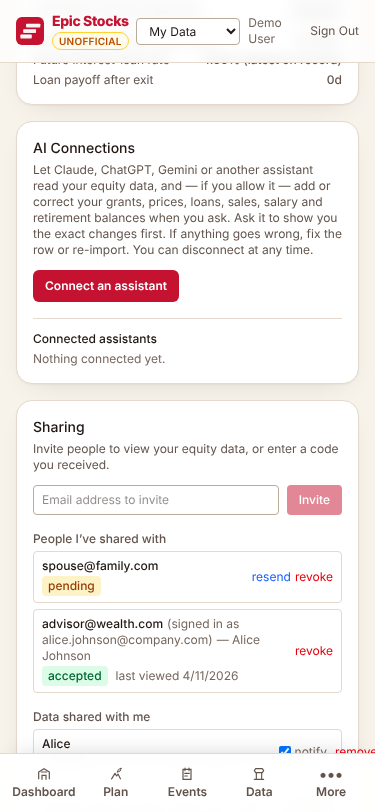 Epic Stocks
UNOFFICIAL
My Data
Demo
User
Sign Out
Loan payoff after exit 0d
AI Connections
Let Claude, ChatGPT, Gemini or another assistant
read your equity data, and — if you allow it — add or
correct your grants, prices, loans, sales, salary and
retirement balances when you ask. Ask it to show you
the exact changes first. If anything goes wrong, fix the
row or re-import. You can disconnect at any time.
Connect an assistant
Connected assistants
Nothing connected yet.
Sharing
Invite people to view your equity data, or enter a code
you received.
Email address to invite Invite
People I've shared with
spouse@family.com
pending
resend revoke
advisor@wealth.com (signed in as
alice.johnson@company.com) — Alice
Johnson
revoke
accepted last viewed 4/11/2026
Data shared with me
Alice
notify remove
Dashboard Plan Events Data More